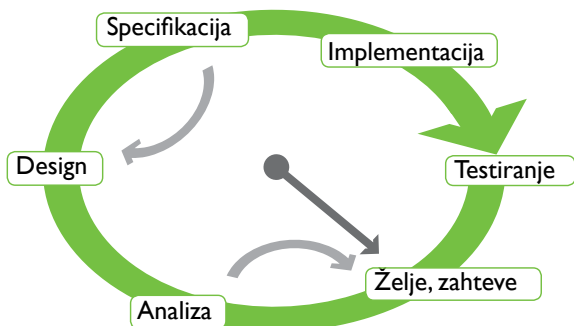 Specifikacija
Implementacija
Design
Testiranje
Želje, zahteve
Analiza